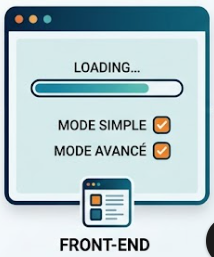 LOADING...
MODE SIMPLE
MODE AVANCÉ
FRONT-END